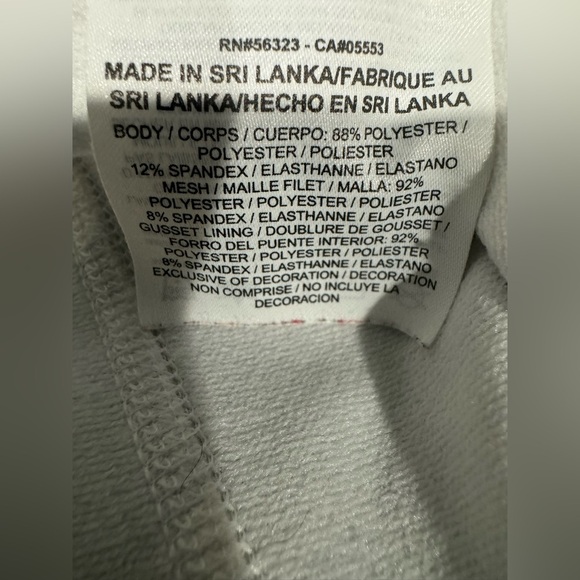 RN#56323 - CA#05553
MADE IN SRI LANKA/FABRIQUE AU
SRI LANKA/HECHO EN SRI LANKA
BODY / CORPS / CUERPO: 88% POLYESTER /
POLYESTER / POLIESTER
12% SPANDEX / ELASTHANNE / ELASTANO
MESH / MAILLE FILET / MALLA: 92%
POLYESTER / POLYESTER / POLIESTER
8% SPANDEX / ELASTHANNE / ELASTANO
GUSSET LINING / DOUBLURE DE GOUSSET /
FORRO DEL PUENTE INTERIOR: 92%
POLYESTER / POLYESTER / POLIESTER
8% SPANDEX / ELASTHANNE / ELASTANO
EXCLUSIVE OF DECORATION / DECORATION
NON COMPRISE / NO INCLUYE LA
DECORACION